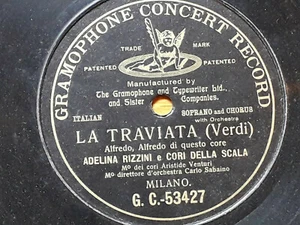 GRAMOPHONE CONCERT RECORD
TRADE MARK
PATENTED PATENTED
Manufactured by
The Gramophone and Typewriter Ltd.,
and Sister Companies.
ITALIAN SOPRANO and CHORUS
with Orchestra
LA TRAVIATA (Verdi)
Alfredo, Alfredo di questo core
ADELINA RIZZINI e CORI DELLA SCALA
Mo dei cori Aristide Venturi
Mo direttore d'orchestra Carlo Sabaino
MILANO.
G. C.-53427